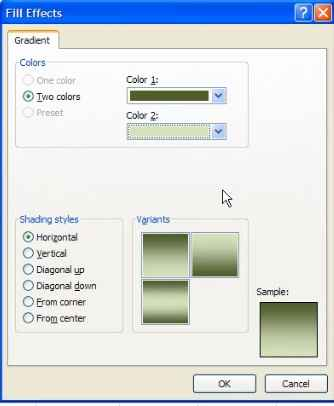 Fill Effects
Gradient
Colors
One color
Two colors
Preset
Color 1:
Color 2:
Shading styles
Horizontal
Vertical
Diagonal up
Diagonal down
From corner
From center
Variants
Sample:
OK
Cancel